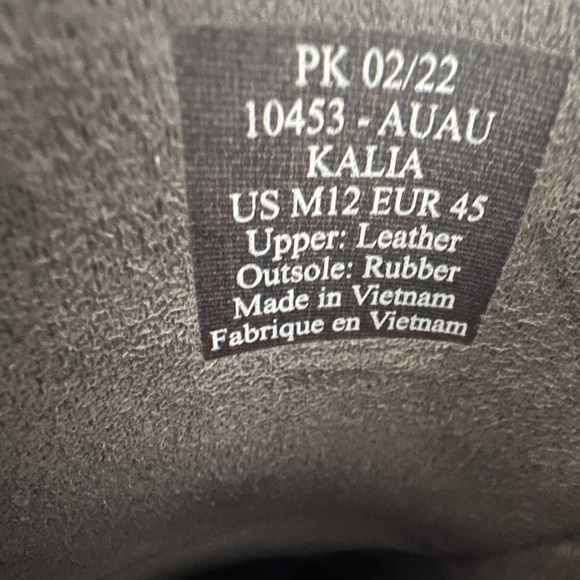 PK 02/22
10453 - AUAU
KALIA
US M12 EUR 45
Upper: Leather
Outsole: Rubber
Made in Vietnam
Fabrique en Vietnam